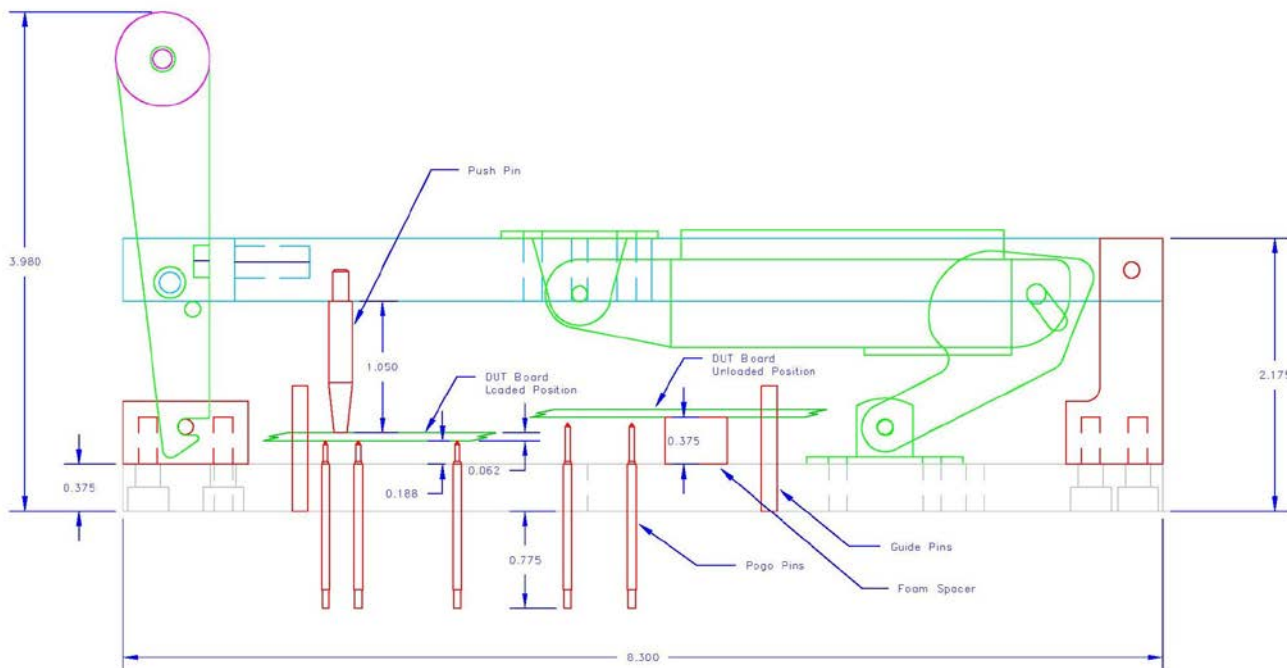 3.980
Push Pin
1.050
DUT Board
Loaded Position
DUT Board
Unloaded Position
2.175
0.375
0.375
0.062
0.188
0.775
Guide Pins
Pogo Pins
Foam Spacer
8.300